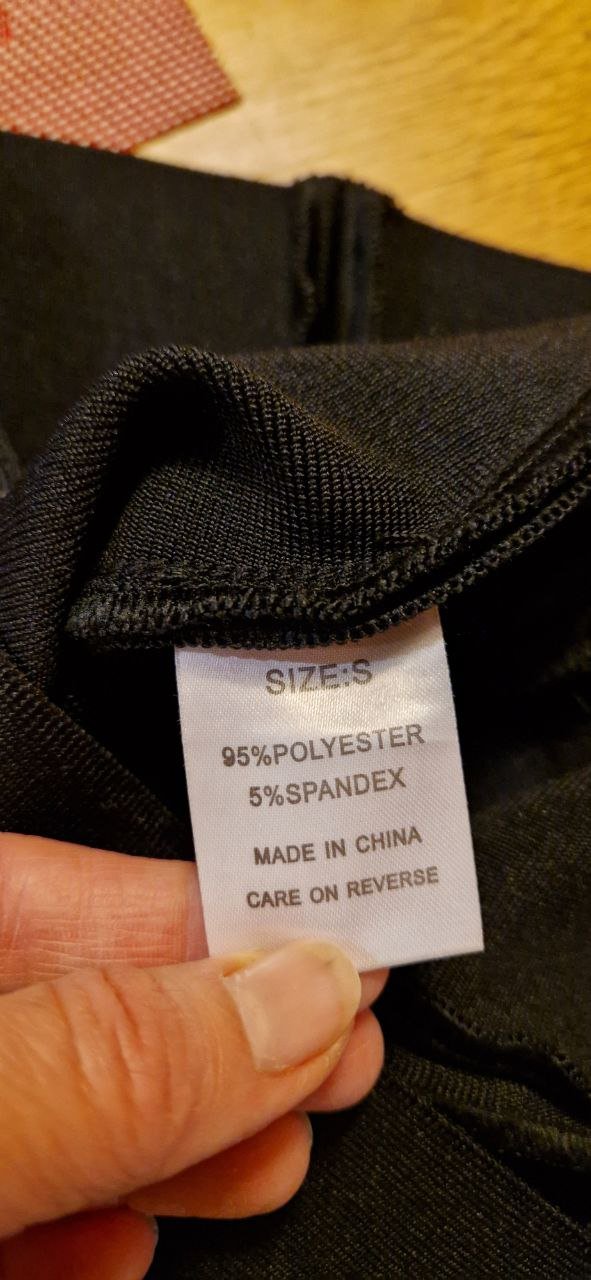 SIZE:S
95%POLYESTER
5%SPANDEX
MADE IN CHINA
CARE ON REVERSE